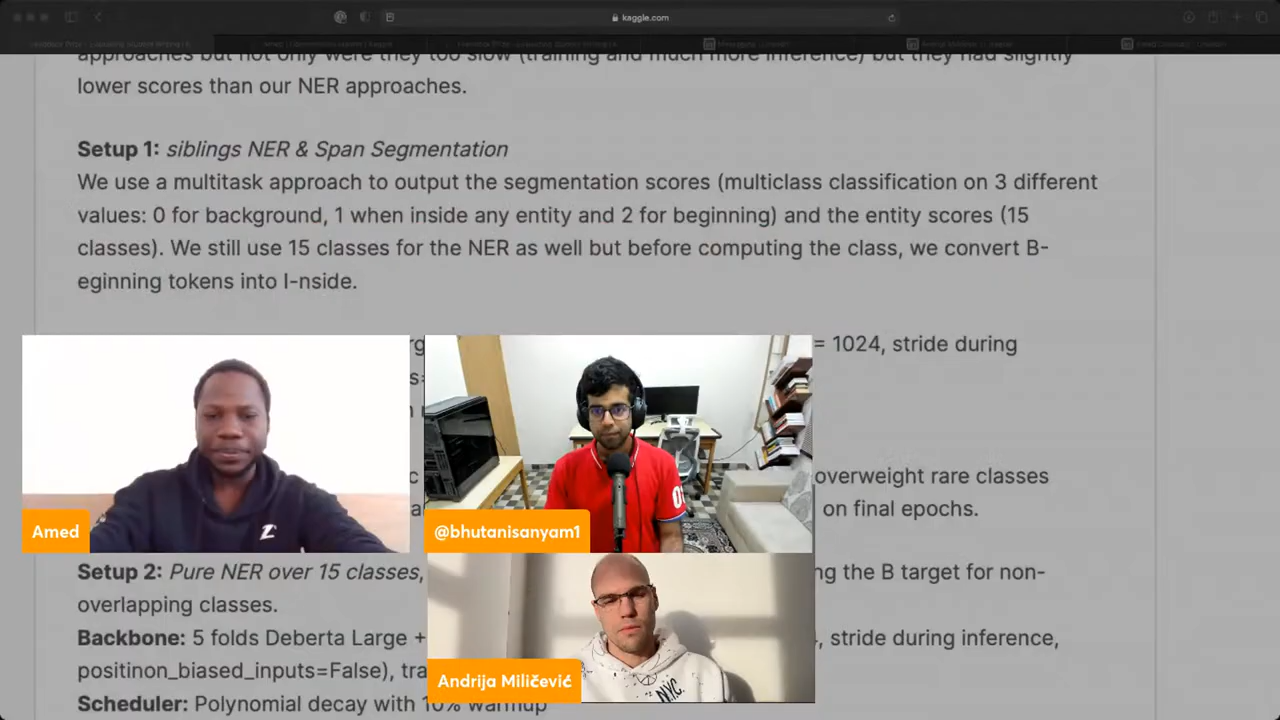 kaggle.com
approaches but not only were they too slow (training and much more inference) but they had slightly
lower scores than our NER approaches.
Setup 1: siblings NER & Span Segmentation
We use a multitask approach to output the segmentation scores (multiclass classification on 3 different
values: 0 for background, 1 when inside any entity and 2 for beginning) and the entity scores (15
classes). We still use 15 classes for the NER as well but before computing the class, we convert B-
eginning tokens into I-nside.
= 1024, stride during
overweight rare classes
on final epochs.
Amed
@bhutanisanyam1
Setup 2: Pure NER over 15 classes, ng the B target for non-
overlapping classes.
Backbone: 5 folds Deberta Large + , stride during inference,
positinon_biased_inputs=False), tra
Andrija Miličević
N.Y.C.
Scheduler: Polynomial decay with 10% warmup